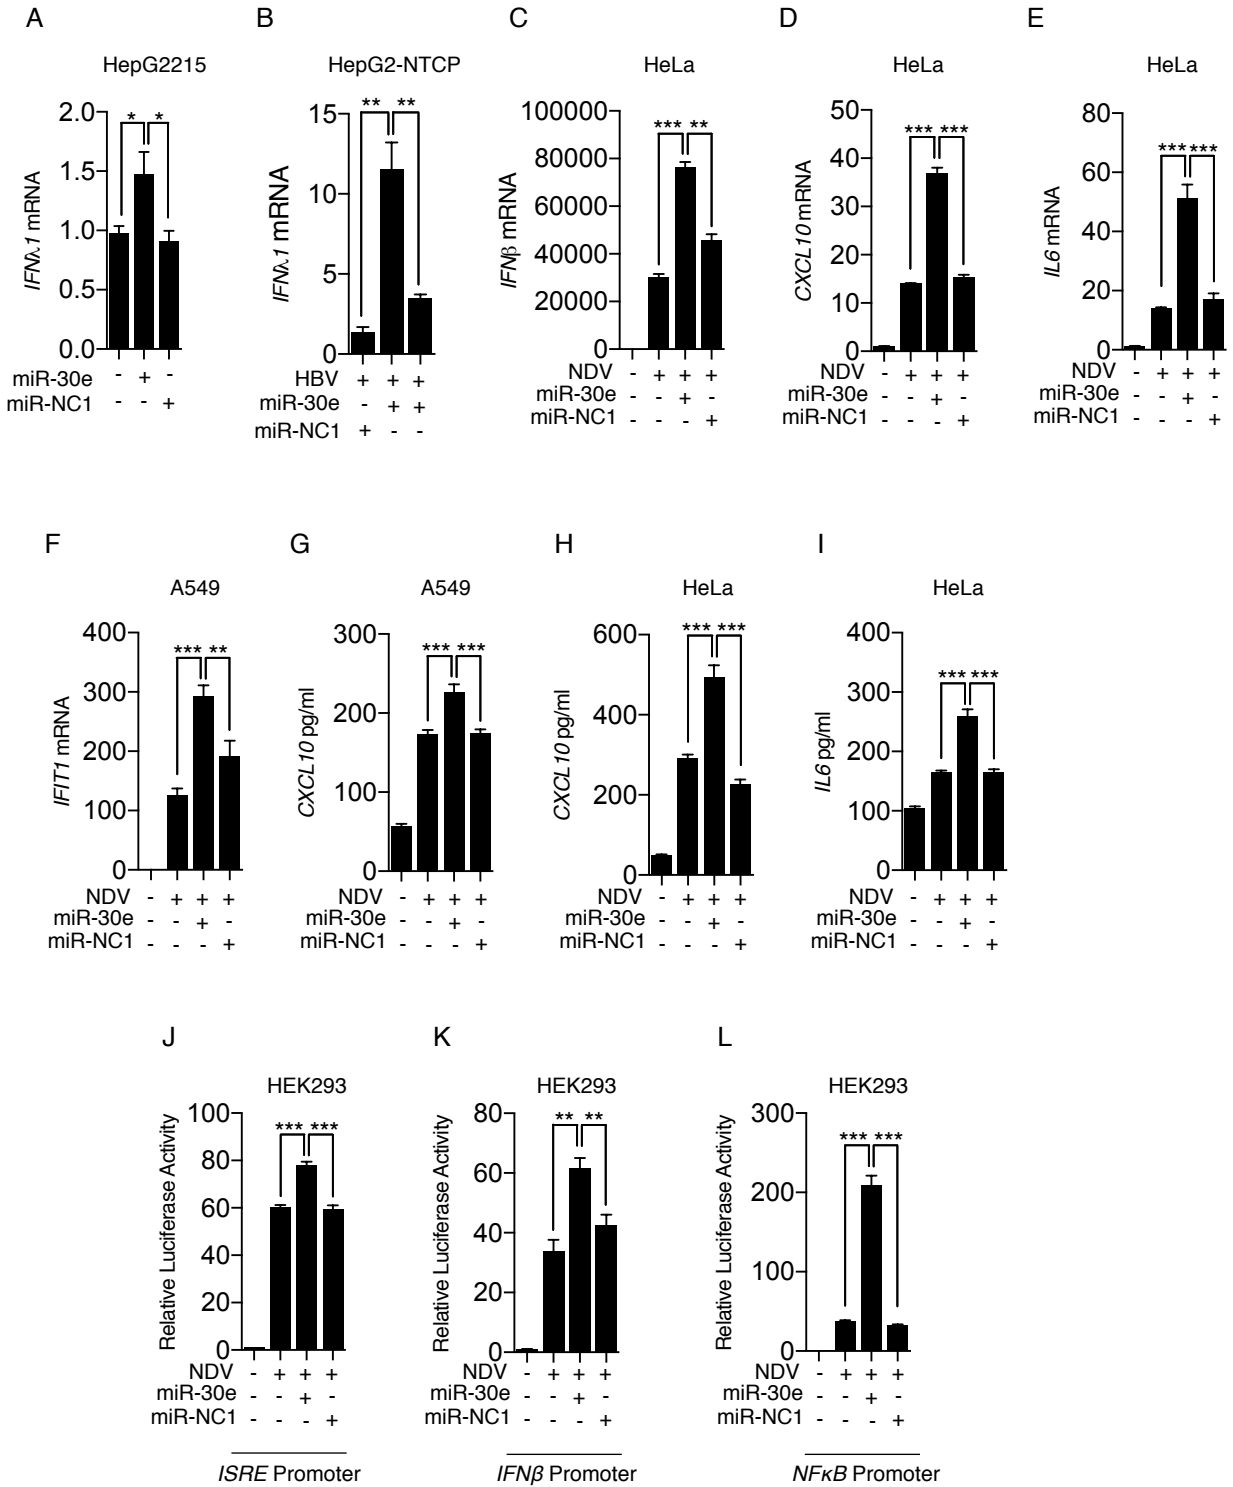 A
B
C
D
E
HepG2215
HepG2-NTCP
HeLa
HeLa
HeLa
IFNλ1 mRNA
2.0
1.5
1.0
0.5
0.0
* *
miR-30e - + -
miR-NC1 - - +
IFNλ1 mRNA
15
10
5
0
** **
HBV + + +
miR-30e - + +
miR-NC1 + - -
IFNβ mRNA
100000
80000
60000
40000
20000
0
*** **
NDV - + + +
miR-30e - - + -
miR-NC1 - - - +
CXCL10 mRNA
50
40
30
20
10
0
*** ***
NDV - + + +
miR-30e - - + -
miR-NC1 - - - +
IL6 mRNA
80
60
40
20
0
*** ***
NDV - + + +
miR-30e - - + -
miR-NC1 - - - +
F
G
H
I
A549
A549
HeLa
HeLa
IFIT1 mRNA
400
300
200
100
0
*** **
NDV - + + +
miR-30e - - + -
miR-NC1 - - - +
CXCL10 pg/ml
300
200
100
0
*** ***
NDV - + + +
miR-30e - - + -
miR-NC1 - - - +
CXCL10 pg/ml
600
400
200
0
*** ***
NDV - + + +
miR-30e - - + -
miR-NC1 - - - +
IL6 pg/ml
400
300
200
100
0
*** ***
NDV - + + +
miR-30e - - + -
miR-NC1 - - - +
J
K
L
HEK293
HEK293
HEK293
Relative Luciferase Activity
100
80
60
40
20
0
*** ***
NDV - + + +
miR-30e - - + -
miR-NC1 - - - +
ISRE Promoter
Relative Luciferase Activity
80
60
40
20
0
** **
NDV - + + +
miR-30e - - + -
miR-NC1 - - - +
IFNβ Promoter
Relative Luciferase Activity
300
200
100
0
*** ***
NDV - + + +
miR-30e - - + -
miR-NC1 - - - +
NFκB Promoter